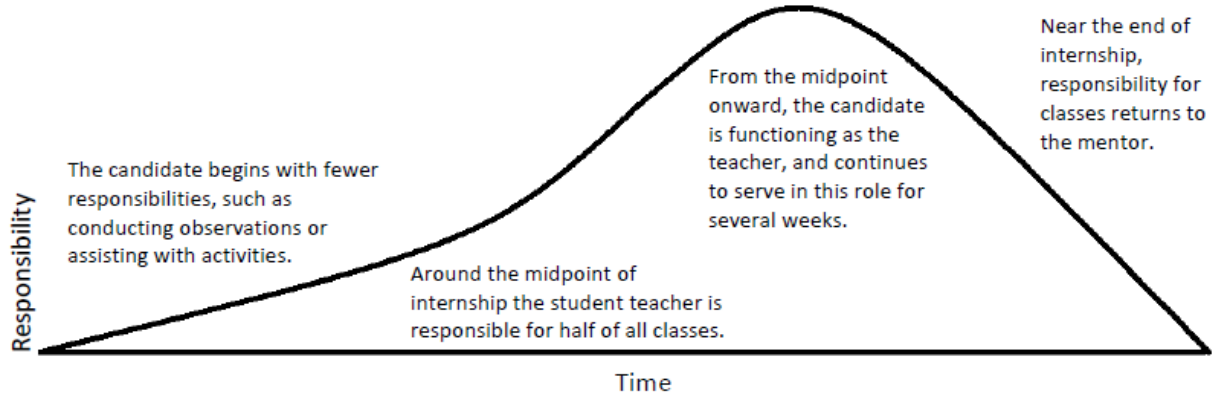 The candidate begins with fewer
responsibilities, such as
conducting observations or
assisting with activities.
Around the midpoint of
internship the student teacher is
responsible for half of all classes.
From the midpoint
onward, the candidate
is functioning as the
teacher, and continues
to serve in this role for
several weeks.
Near the end of
internship,
responsibility for
classes returns to
the mentor.
Responsibility
Time